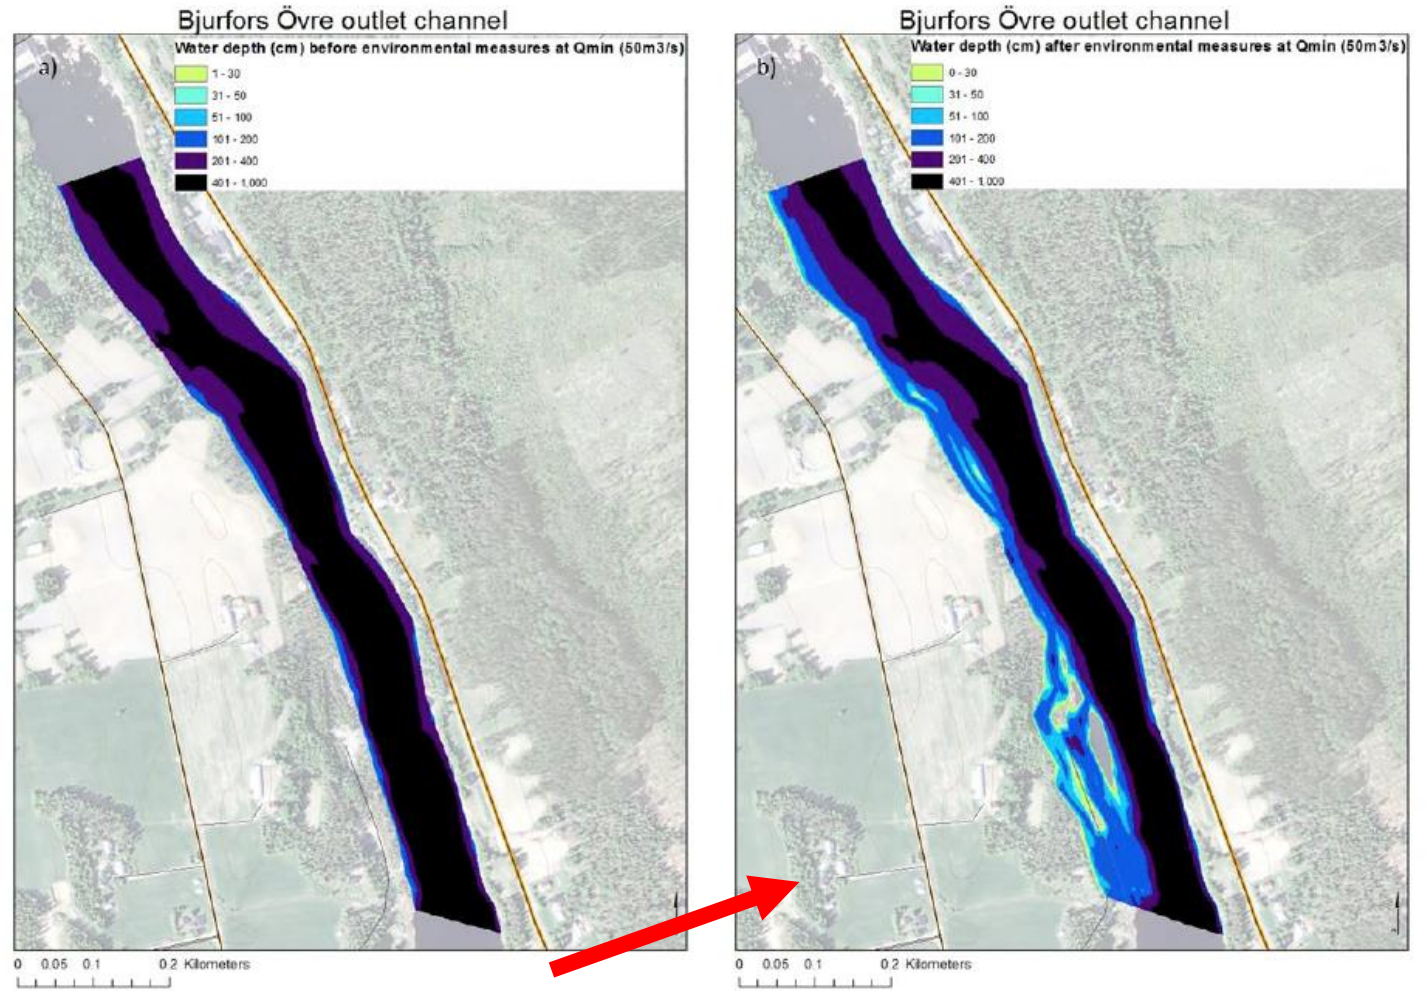 Bjurfors Övre outlet channel
Water depth (cm) before environmental measures at Qmin (50m3/s)
a)
1 - 30
31 - 50
51 - 100
101 - 200
201 - 400
401 - 1,000
0 0.05 0.1 0.2 Kilometers
Bjurfors Övre outlet channel
Water depth (cm) after environmental measures at Qmin (50m3/s)
b)
0 - 30
31 - 50
51 - 100
101 - 200
201 - 400
401 - 1,000
0 0.05 0.1 0.2 Kilometers